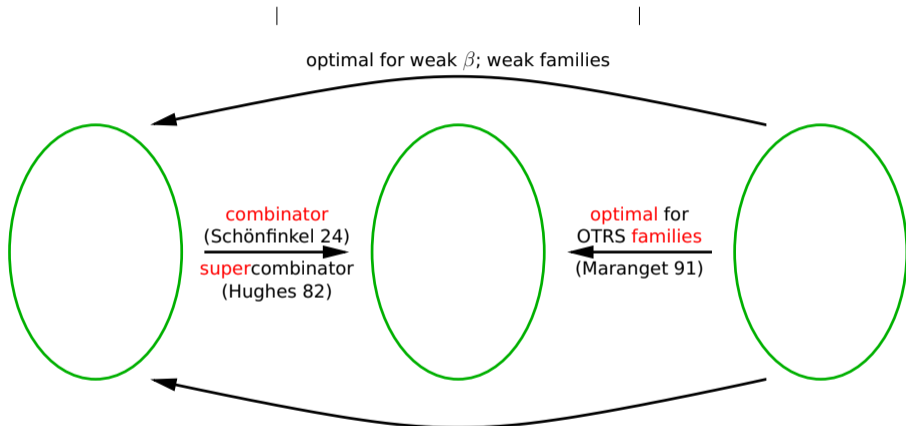 optimal for weak β; weak families
combinator
(Schönfinkel 24)
supercombinator
(Hughes 82)
optimal for
OTRS families
(Maranget 91)